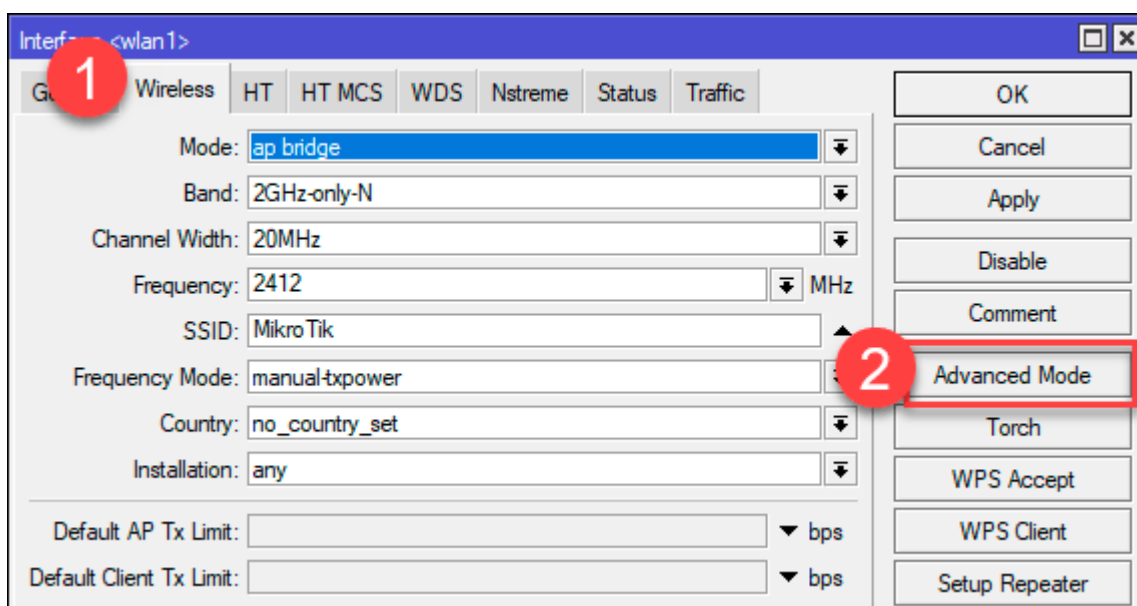 Interface <wlan1>
1
Wireless HT HT MCS WDS Nstreme Status Traffic
OK
Mode: ap bridge
Cancel
Band: 2GHz-only-N
Apply
Channel Width: 20MHz
Disable
Frequency: 2412 MHz
Comment
SSID: MikroTik
2
Advanced Mode
Frequency Mode: manual-txpower
Country: no_country_set
Torch
Installation: any
WPS Accept
Default AP Tx Limit: bps
WPS Client
Default Client Tx Limit: bps
Setup Repeater